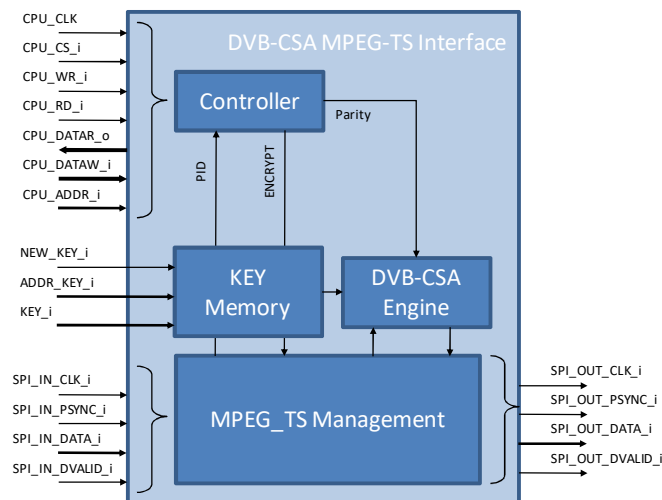 CPU_CLK
CPU_CS_i
CPU_WR_i
CPU_RD_i
CPU_DATAR_o
CPU_DATAW_i
CPU_ADDR_i
NEW_KEY_i
ADDR_KEY_i
KEY_i
SPI_IN_CLK_i
SPI_IN_PSYNC_i
SPI_IN_DATA_i
SPI_IN_DVALID_i
DVB-CSA MPEG-TS Interface
Controller
Parity
PID
ENCRYPT
KEY
Memory
DVB-CSA
Engine
MPEG_TS Management
SPI_OUT_CLK_i
SPI_OUT_PSYNC_i
SPI_OUT_DATA_i
SPI_OUT_DVALID_i